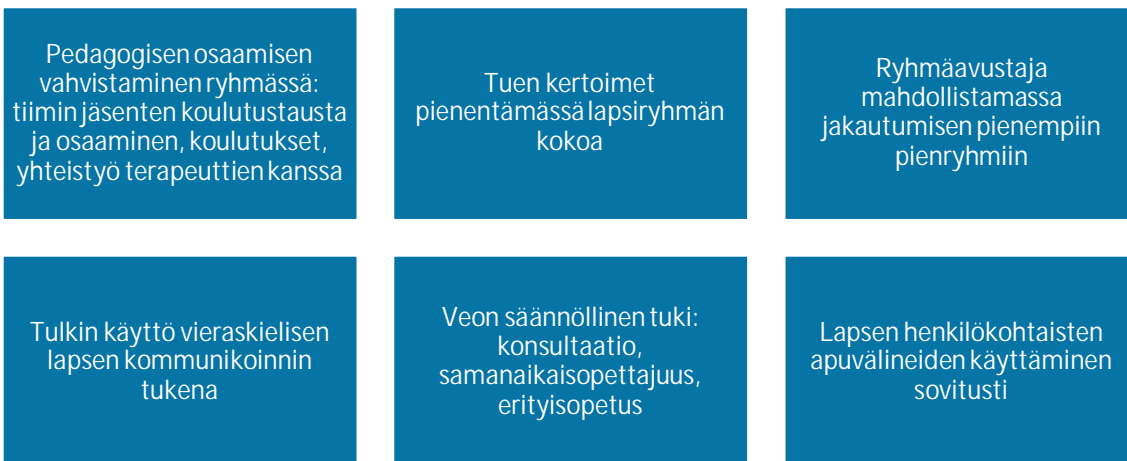 Pedagogisen osaamisen
vahvistaminen ryhmässä:
tiimin jäsenten koulutustausta
ja osaaminen, koulutukset,
yhteistyö terapeuttien kanssa
Tuen kertoimet
pienentämässä lapsiryhmän
kokoa
Ryhmäavustaja
mahdollistamassa
jakautumisen pienempiin
pienryhmiin
Tulkin käyttö vieraskielisen
lapsen kommunikoinnin
tukena
Veon säännöllinen tuki:
konsultaatio,
samanaikaisopettajuus,
erityisopetus
Lapsen henkilökohtaisten
apuvälineiden käyttäminen
sovitusti